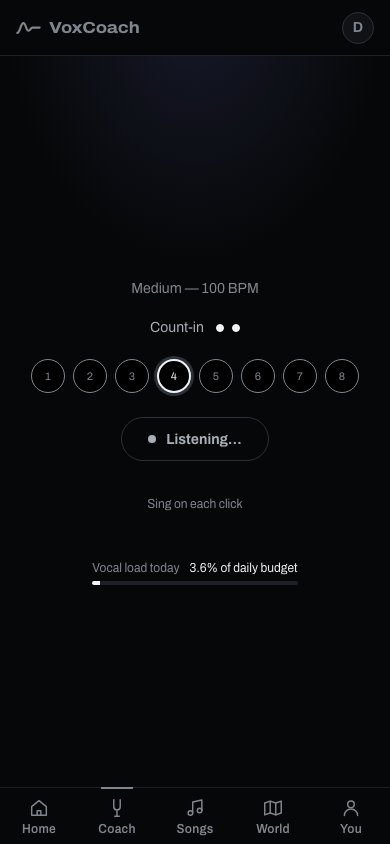 VoxCoach
D
Medium — 100 BPM
Count-in
1 2 3 4 5 6 7 8
Listening...
Sing on each click
Vocal load today 3.6% of daily budget
Home Coach Songs World You